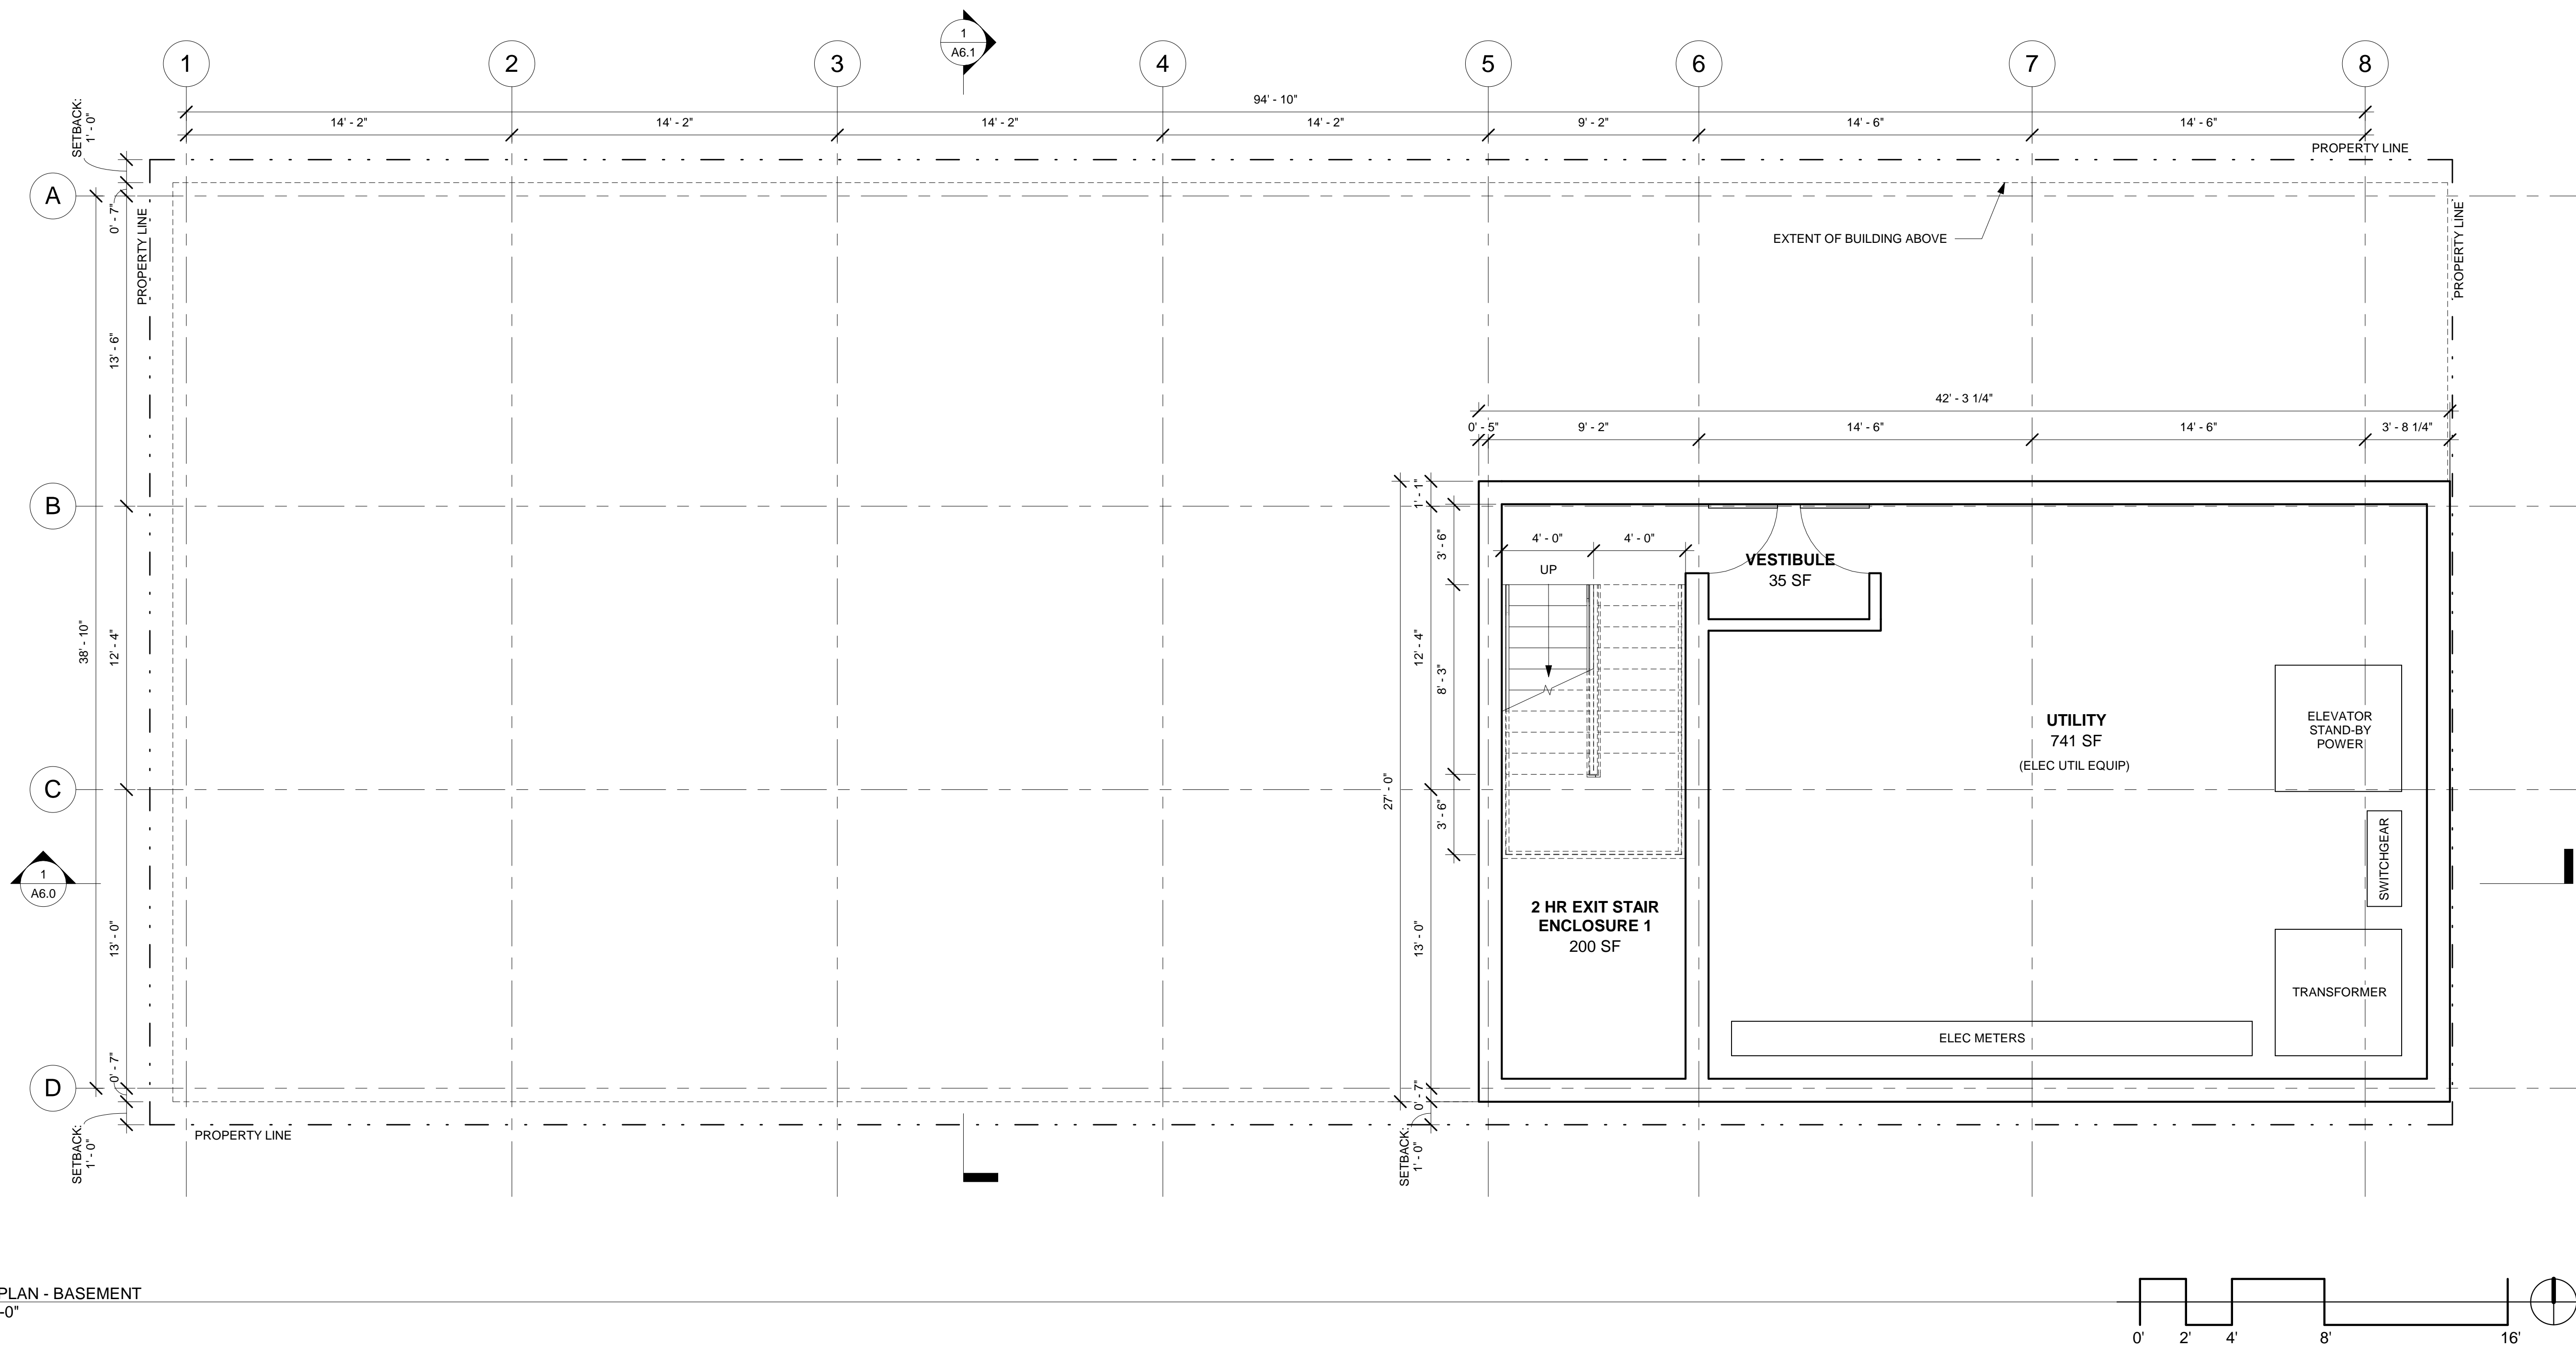 1
A6.1
1
2
3
4
5
6
7
8
94' - 10"
14' - 2"
14' - 2"
14' - 2"
14' - 2"
9' - 2"
14' - 6"
14' - 6"
SETBACK:
1' - 0"
PROPERTY LINE
A
0' - 7"
PROPERTY LINE
PROPERTY LINE
EXTENT OF BUILDING ABOVE
13' - 6"
42' - 3 1/4"
0' - 5"
9' - 2"
14' - 6"
14' - 6"
3' - 8 1/4"
B
1' - 1"
3' - 6"
4' - 0"
4' - 0"
UP
VESTIBULE
35 SF
38' - 10"
12' - 4"
12' - 4"
8' - 3"
UTILITY
741 SF
(ELEC UTIL EQUIP)
ELEVATOR
STAND-BY
POWER
C
27' - 0"
3' - 6"
SWITCHGEAR
1
A6.0
13' - 0"
13' - 0"
2 HR EXIT STAIR
ENCLOSURE 1
200 SF
TRANSFORMER
ELEC METERS
D
0' - 7"
0' - 7"
SETBACK:
1' - 0"
PROPERTY LINE
SETBACK:
1' - 0"
PLAN - BASEMENT
-0"
0'
2'
4'
8'
16'